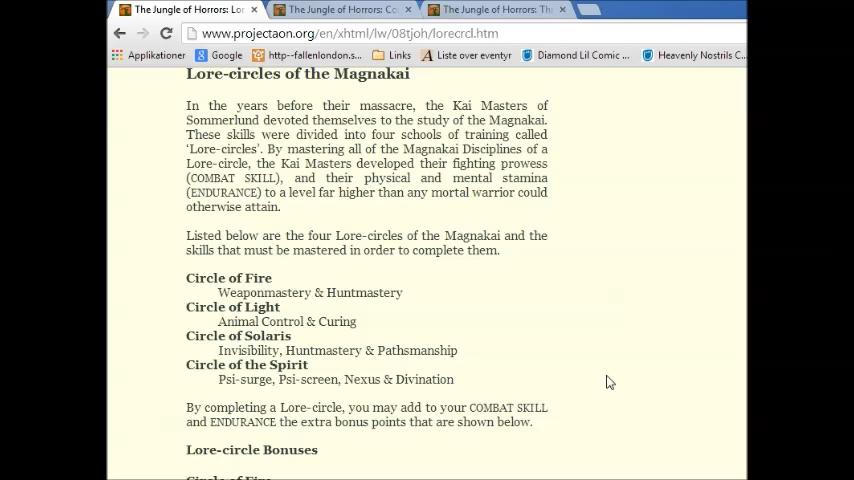 The Jungle of Horrors: Lor
The Jungle of Horrors: Co
The Jungle of Horrors: Th
www.projectaon.org/en/xhtml/lw/08tjoh/lorecrcl.htm
Applikationer
Google
http--fallenlondon.s...
Links
Liste over eventyr
Diamond Lil Comic ...
Heavenly Nostrils C
Lore-circles of the Magnakai
In the years before their massacre, the Kai Masters of
Sommerlund devoted themselves to the study of the Magnakai.
These skills were divided into four schools of training called
‘Lore-circles’. By mastering all of the Magnakai Disciplines of a
Lore-circle, the Kai Masters developed their fighting prowess
(COMBAT SKILL), and their physical and mental stamina
(ENDURANCE) to a level far higher than any mortal warrior could
otherwise attain.
Listed below are the four Lore-circles of the Magnakai and the
skills that must be mastered in order to complete them.
Circle of Fire
Weaponmastery & Huntmastery
Circle of Light
Animal Control & Curing
Circle of Solaris
Invisibility, Huntmastery & Pathsmanship
Circle of the Spirit
Psi-surge, Psi-screen, Nexus & Divination
By completing a Lore-circle, you may add to your COMBAT SKILL
and ENDURANCE the extra bonus points that are shown below.
Lore-circle Bonuses
Circle of Fire